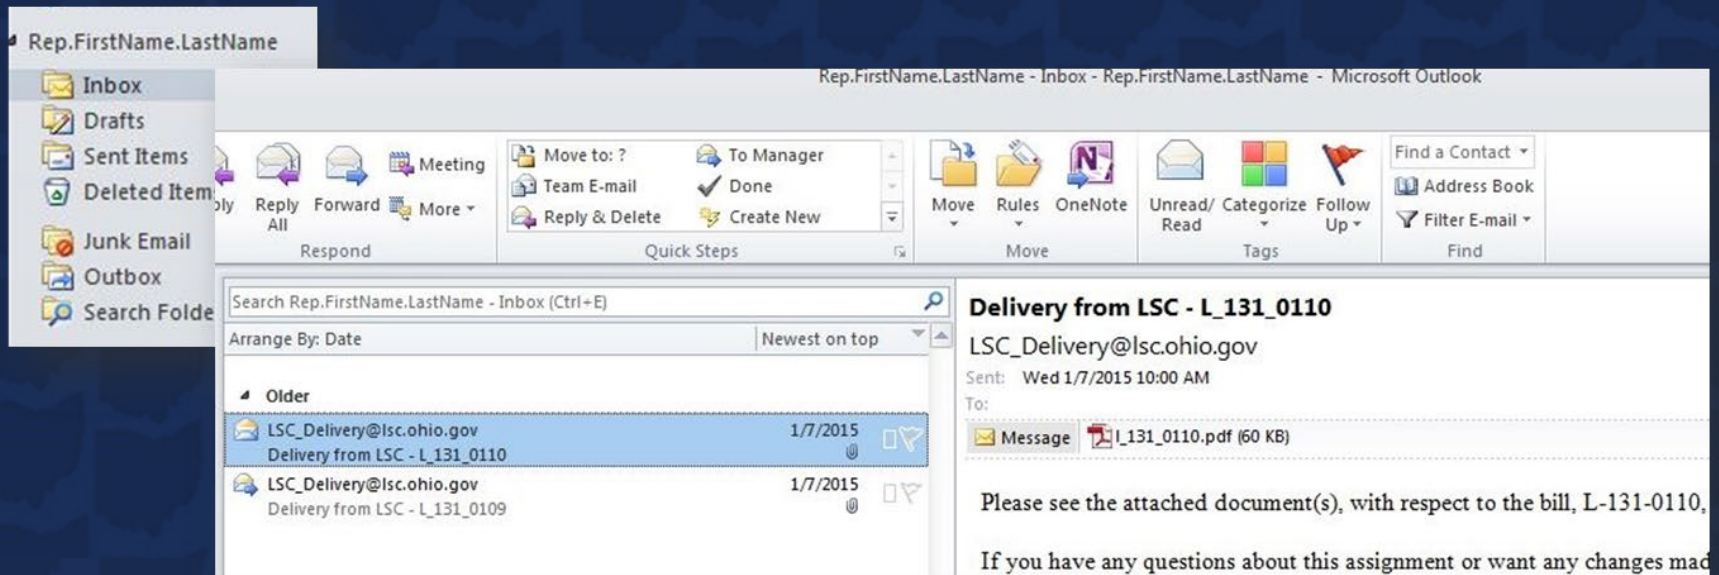 Rep.FirstName.LastName
Inbox
Drafts
Sent Items
Deleted Item
Junk Email
Outbox
Search Folde
Rep.FirstName.LastName - Inbox - Rep.FirstName.LastName - Microsoft Outlook
Reply All
Forward
Meeting
More
Respond
Move to: ?
To Manager
Team E-mail
Done
Reply & Delete
Create New
Quick Steps
Move
Rules
OneNote
Move
Unread/ Read
Categorize
Follow Up
Tags
Find a Contact
Address Book
Filter E-mail
Find
Search Rep.FirstName.LastName - Inbox (Ctrl+E)
Arrange By: Date
Newest on top
Older
LSC_Delivery@lsc.ohio.gov 1/7/2015
Delivery from LSC - L_131_0110
LSC_Delivery@lsc.ohio.gov 1/7/2015
Delivery from LSC - L_131_0109
Delivery from LSC - L_131_0110
LSC_Delivery@lsc.ohio.gov
Sent: Wed 1/7/2015 10:00 AM
To:
Message l_131_0110.pdf (60 KB)
Please see the attached document(s), with respect to the bill, L-131-0110,
If you have any questions about this assignment or want any changes mad